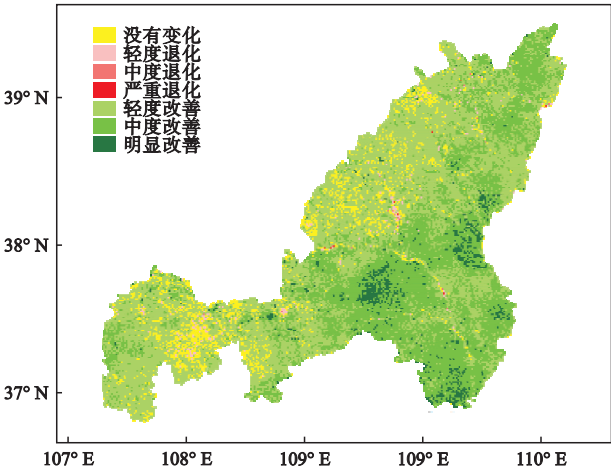 没有变化
轻度退化
中度退化
严重退化
轻度改善
中度改善
明显改善
39° N
38° N
37° N
107° E
108° E
109° E
109° E
110° E